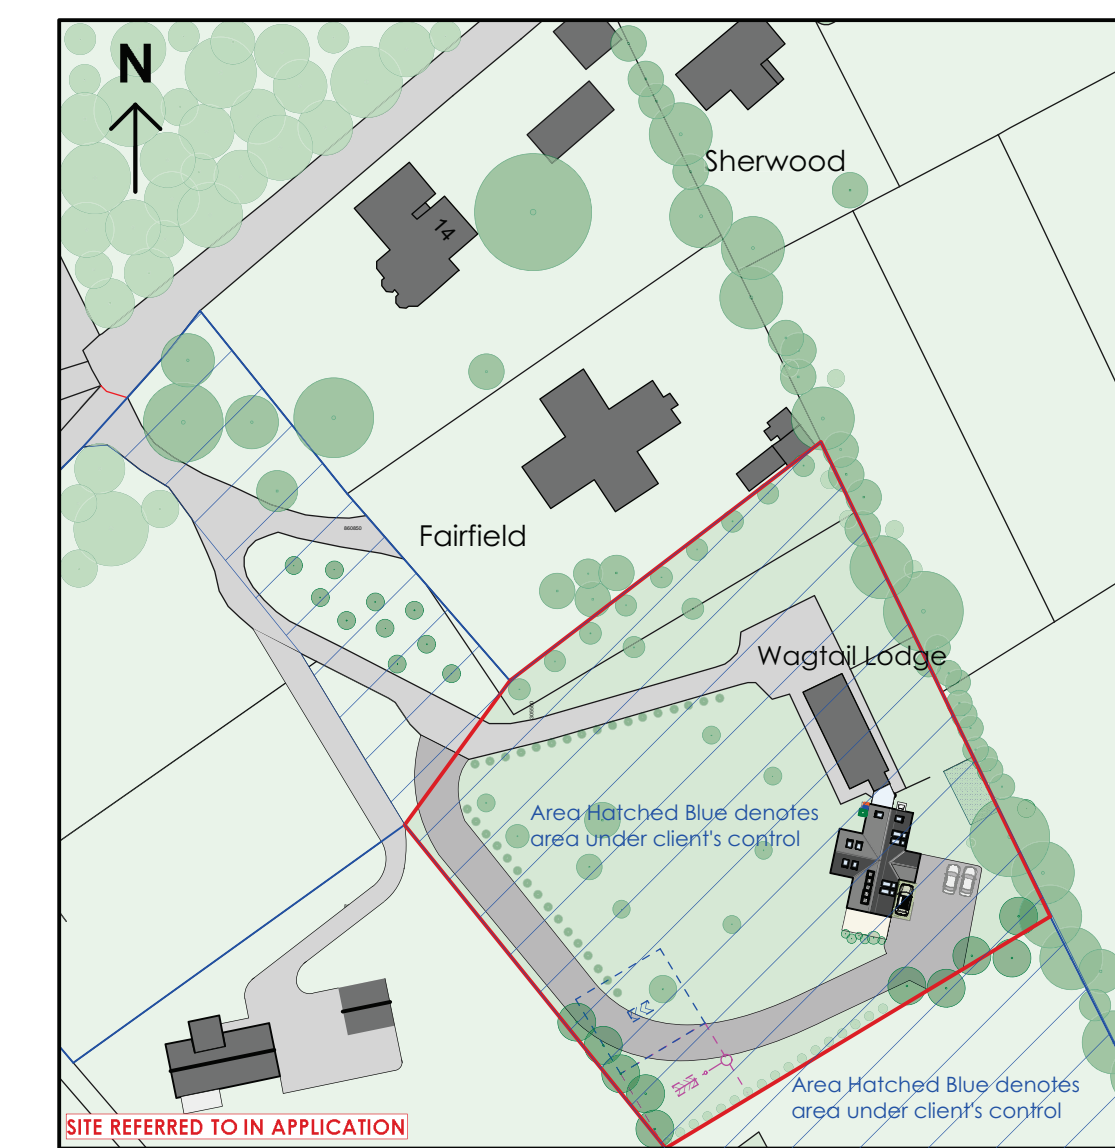 N
Sherwood
14
Fairfield
Wagtail Lodge
Area Hatched Blue denotes
area under client's control
Area Hatched Blue denotes
area under client's control
SITE REFERRED TO IN APPLICATION